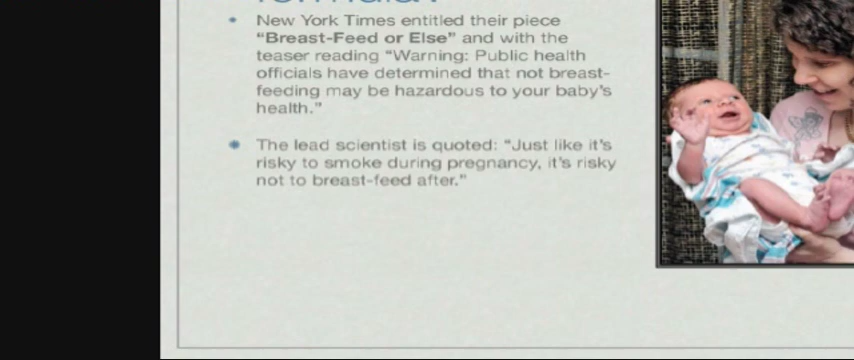 formula?
• New York Times entitled their piece
“Breast-Feed or Else” and with the
teaser reading “Warning: Public health
officials have determined that not breast-
feeding may be hazardous to your baby’s
health.”
• The lead scientist is quoted: “Just like it’s
risky to smoke during pregnancy, it’s risky
not to breast-feed after.”